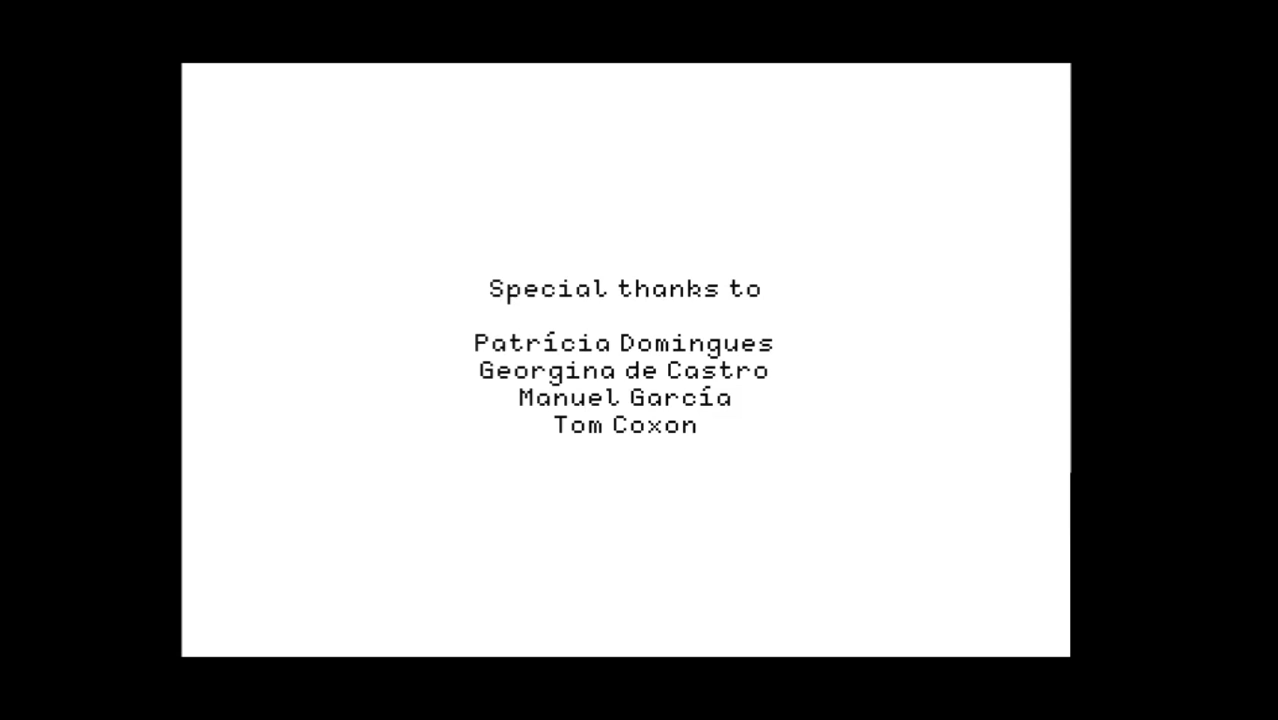 Special thanks to
Patrícia Domingues
Georgina de Castro
Manuel García
Tom Coxon